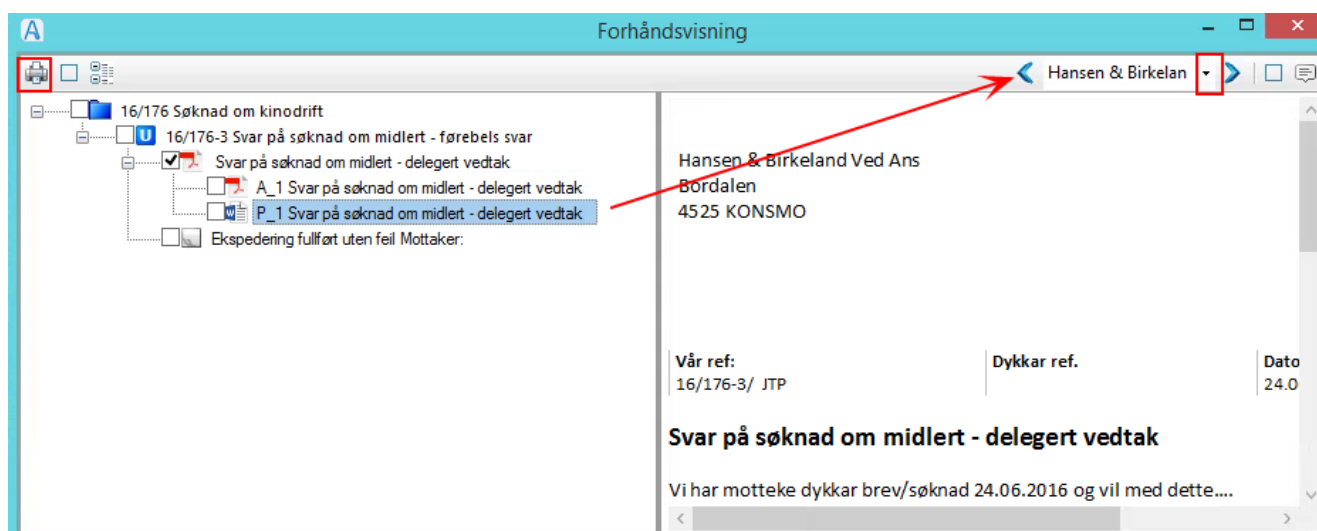 A
Forhåndsvisning
Hansen & Birkelan
16/176 Søknad om kinodrift
U 16/176-3 Svar på søknad om midlert - førebels svar
Svar på søknad om midlert - delegert vedtak
A_1 Svar på søknad om midlert - delegert vedtak
P_1 Svar på søknad om midlert - delegert vedtak
Ekspedering fullført uten feil Mottaker:
Hansen & Birkeland Ved Ans
Bordalen
4525 KONSMO
Vår ref: Dykkar ref. Dato
16/176-3/ JTP 24.0
Svar på søknad om midlert - delegert vedtak
Vi har motteke dykkar brev/søknad 24.06.2016 og vil med dette....